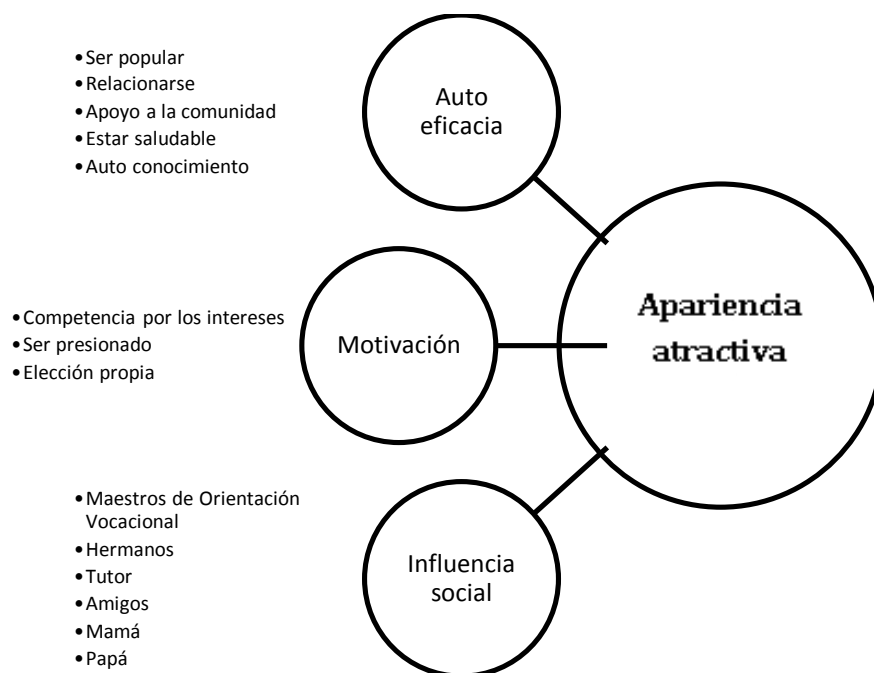 •Ser popular
•Relacionarse
•Apoyo a la comunidad
•Estar saludable
•Auto conocimiento
Auto
eficacia
•Competencia por los intereses
•Ser presionado
•Elección propia
Motivación
Apariencia
atractiva
•Maestros de Orientación
Vocacional
•Hermanos
•Tutor
•Amigos
•Mamá
•Papá
Influencia
social